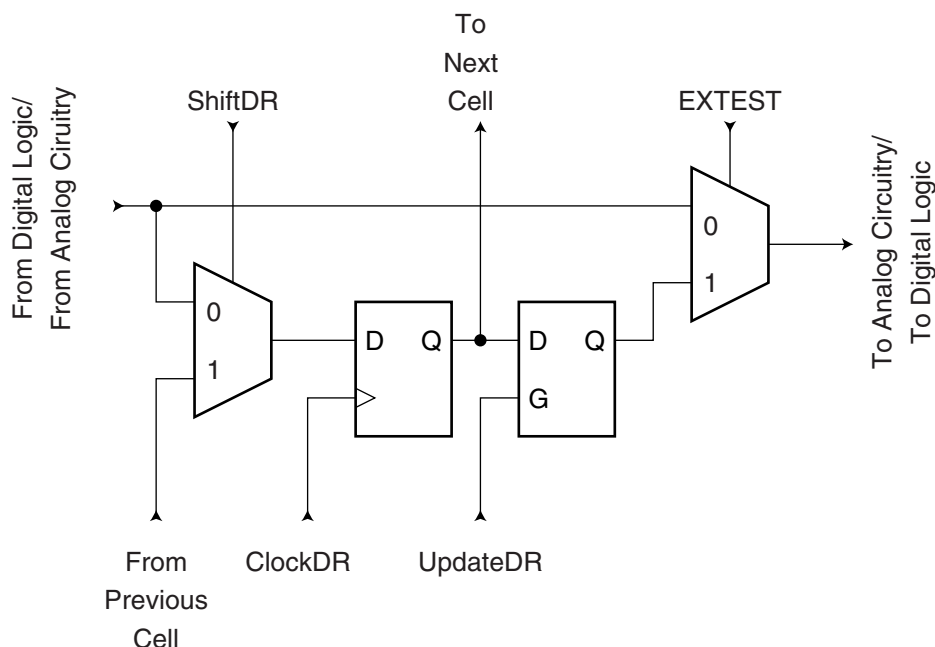 To
Next
Cell
ShiftDR
EXTEST
From Digital Logic/
From Analog Ciruitry
To Analog Circuitry/
To Digital Logic
0
1
0
1
D
Q
D
Q
G
From
Previous
Cell
ClockDR
UpdateDR